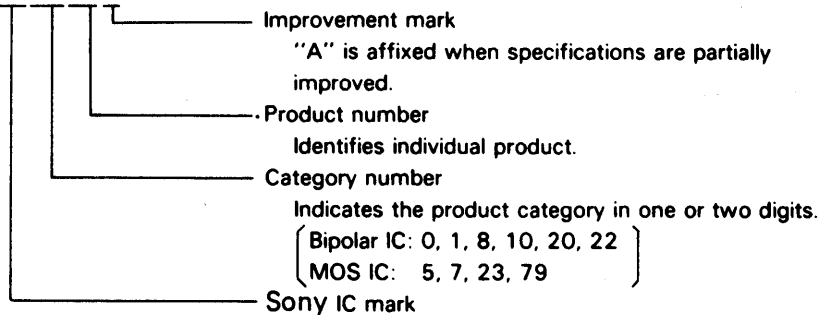 Improvement mark
"A" is affixed when specifications are partially
improved.
Product number
Identifies individual product.
Category number
Indicates the product category in one or two digits.
Bipolar IC: 0, 1, 8, 10, 20, 22
MOS IC: 5, 7, 23, 79
Sony IC mark